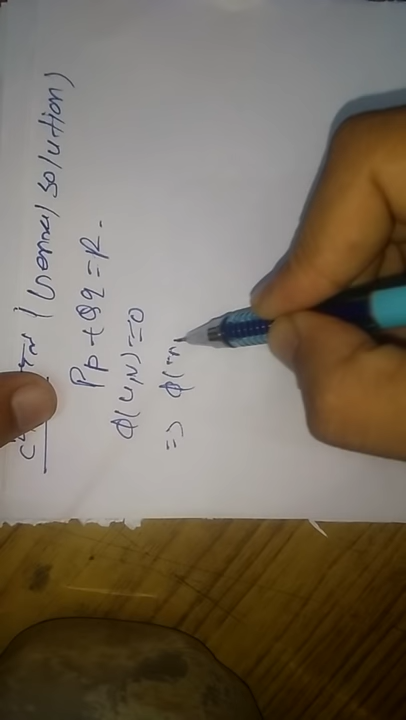 (General solution)
Pp + Qq = R.
φ(u,v) = 0
=> φ(